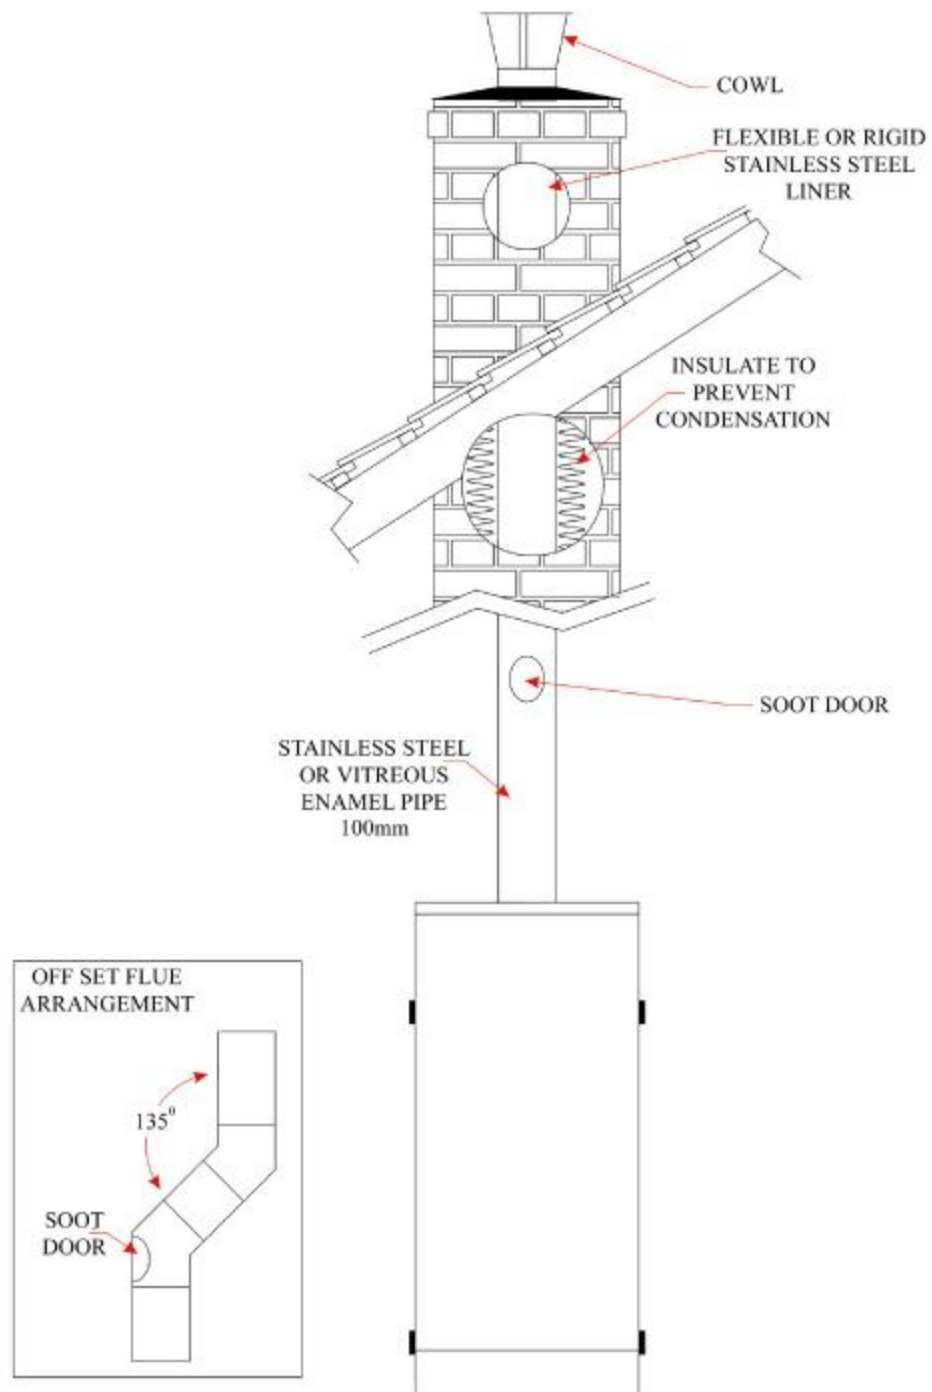 COWL
FLEXIBLE OR RIGID
STAINLESS STEEL
LINER
INSULATE TO
PREVENT
CONDENSATION
SOOT DOOR
STAINLESS STEEL
OR VITREOUS
ENAMEL PIPE
100mm
OFF SET FLUE
ARRANGEMENT
135⁰
SOOT
DOOR